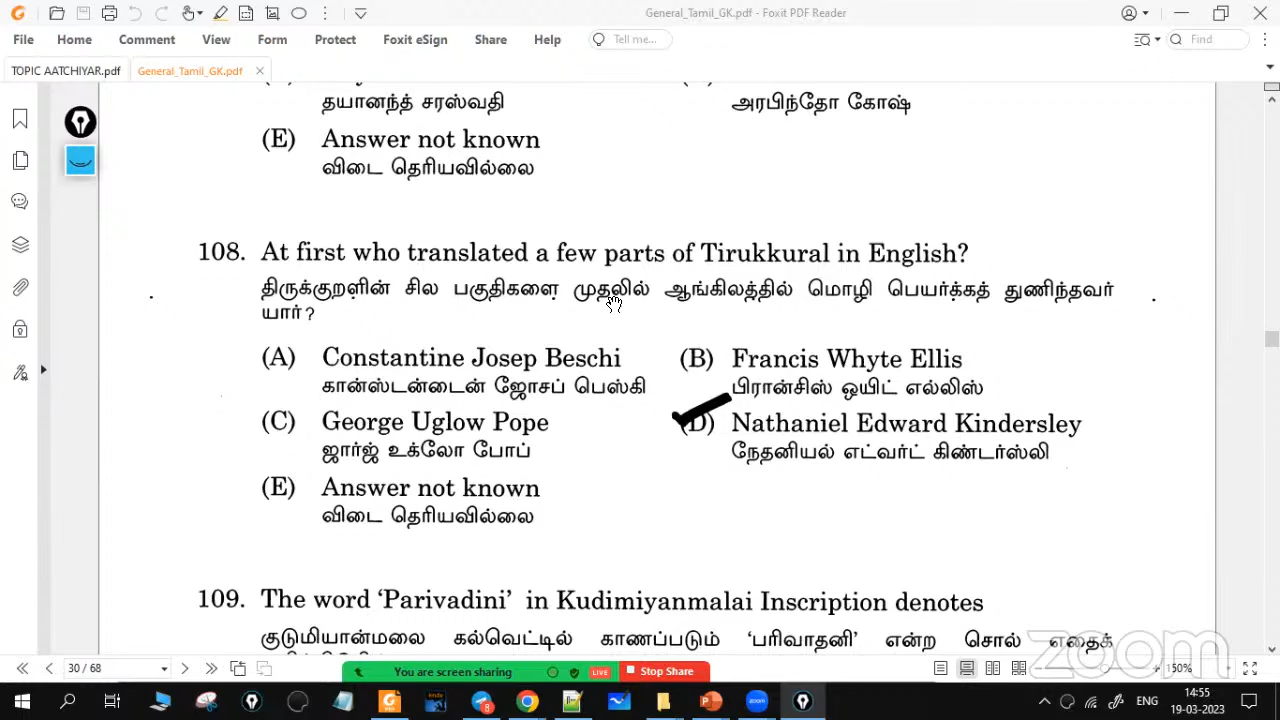 General_Tamil_GK.pdf - Foxit PDF Reader
File Home Comment View Form Protect Foxit eSign Share Help Tell me... Find
TOPIC AATCHIYAR.pdf General_Tamil_GK.pdf
தயானந்த் சரஸ்வதி அரபிந்தோ கோஷ்
(E) Answer not known
விடை தெரியவில்லை
108. At first who translated a few parts of Tirukkural in English?
திருக்குறளின் சில பகுதிகளை முதலில் ஆங்கிலத்தில் மொழி பெயர்க்கத் துணிந்தவர்
யார்?
(A) Constantine Josep Beschi (B) Francis Whyte Ellis
கான்ஸ்டன்டைன் ஜோசப் பெஸ்கி பிரான்சிஸ் ஒயிட் எல்லிஸ்
(C) George Uglow Pope (D) Nathaniel Edward Kindersley
ஜார்ஜ் உக்லோ போப் நேதனியல் எட்வர்ட் கிண்டர்ஸ்லி
(E) Answer not known
விடை தெரியவில்லை
109. The word ‘Parivadini’ in Kudimiyanmalai Inscription denotes
குடுமியான்மலை கல்வெட்டில் காணப்படும் ‘பரிவாதனி’ என்ற சொல் எதைக்
zoom
30 / 68 You are screen sharing LIVE Stop Share 150%
ENG 14:55
19-03-2023